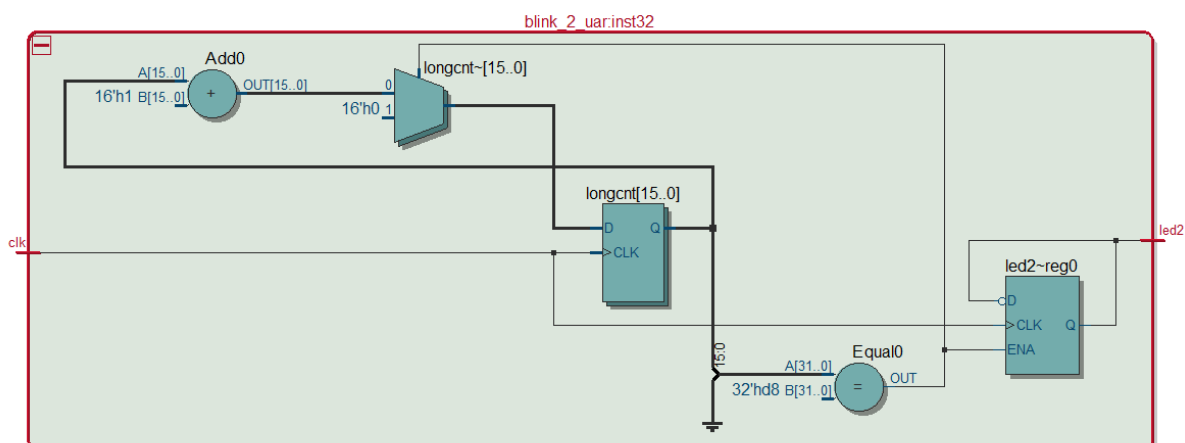 blink_2_uar:inst32
Add0
longcnt~[15..0]
A[15..0]
OUT[15..0]
0
16'h1 B[15..0]
+
16'h0
1
longcnt[15..0]
D
Q
clk
CLK
led2
led2~reg0
D
CLK
Q
15:0
Equal0
ENA
A[31..0]
OUT
32'hd8 B[31..0]
=